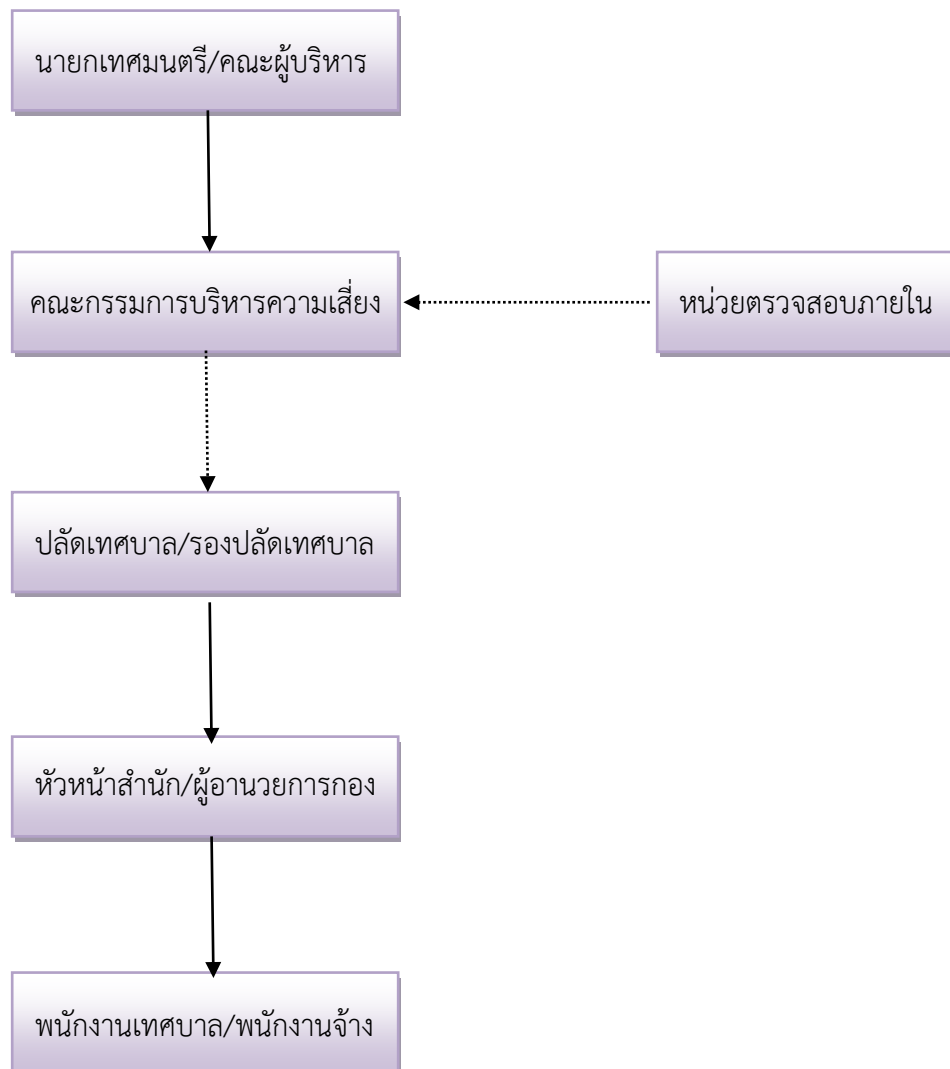 นายกเทศมนตรี/คณะผู้บริหาร
คณะกรรมการบริหารความเสี่ยง
หน่วยตรวจสอบภายใน
ปลัดเทศบาล/รองปลัดเทศบาล
หัวหน้าสำนัก/ผู้อานวยการกอง
พนักงานเทศบาล/พนักงานจ้าง